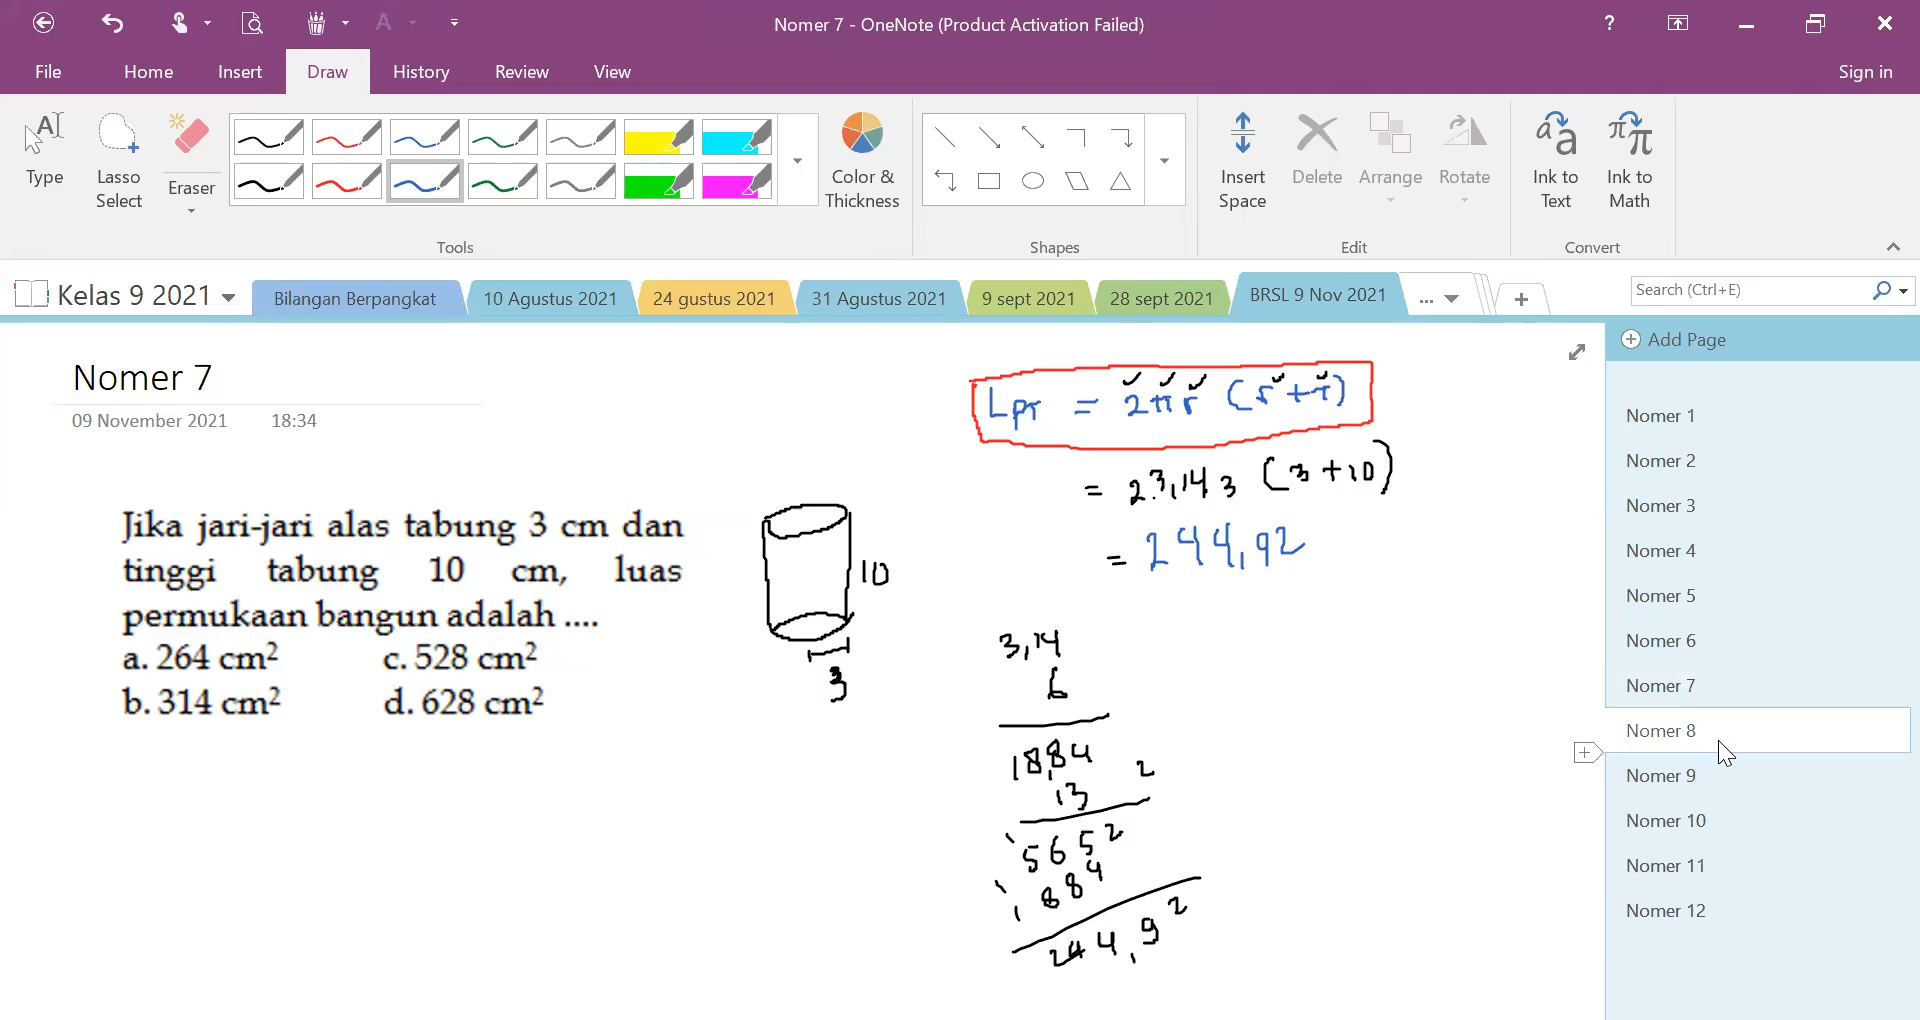 Nomer 7 - OneNote (Product Activation Failed)
File Home Insert Draw History Review View Sign in
Type
Lasso Select
Eraser
Color & Thickness
Insert Space
Delete
Arrange
Rotate
Ink to Text
Ink to Math
Tools Shapes Edit Convert
Kelas 9 2021
Bilangan Berpangkat
10 Agustus 2021
24 gustus 2021
31 Agustus 2021
9 sept 2021
28 sept 2021
BRSL 9 Nov 2021
...
Search (Ctrl+E)
Nomer 7
09 November 2021 18:34
Jika jari-jari alas tabung 3 cm dan
tinggi tabung 10 cm, luas
permukaan bangun adalah ....
a. 264 cm² c. 528 cm²
b. 314 cm² d. 628 cm²
10
3
LPT = 2πr (r+t)
= 2.3,14 3 (3+10)
= 244,92
3,14
6
18,84
13
5652
1884
244,92
Add Page
Nomer 1
Nomer 2
Nomer 3
Nomer 4
Nomer 5
Nomer 6
Nomer 7
Nomer 8
Nomer 9
Nomer 10
Nomer 11
Nomer 12